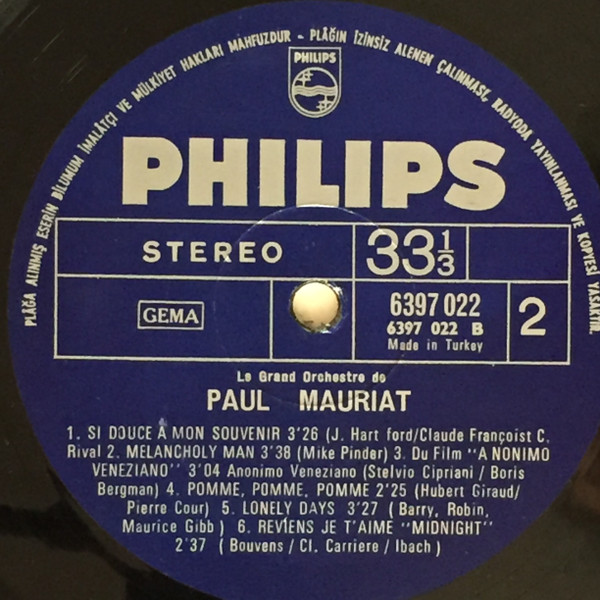 PLÂĞA ALINMIŞ ESERİN BİLUMUM İMALÂTÇI VE MÜLKİYET HAKLARI MAHFUZDUR - PLÂĞIN İZİNSİZ ALENEN ÇALINMASI, RADYODA YAYINLANMASI VE KOPYESİ YASAKTIR.
PHILIPS
PHILIPS
STEREO
33 1/3
GEMA
6397 022
6397 022 B
Made in Turkey
2
Le Grand Orchestre de
PAUL MAURIAT
1. SI DOUCE A MON SOUVENIR 3'26 (J. Hart ford/Claude Françoist C.
Rival 2. MELANCHOLY MAN 3'38 (Mike Pinder) 3. Du Film "A NONIMO
VENEZIANO" 3'04 Anonimo Veneziano (Stelvio Cipriani / Boris
Bergman) 4. POMME, POMME, POMME 2'25 (Hubert Giraud/
Pierre Cour) 5. LONELY DAYS 3'27 (Barry, Robin,
Maurice Gibb) 6. REVİENS JE T'AIME "MIDNIGHT"
2'37 (Bouvens / Cl. Carriere / Ibach)